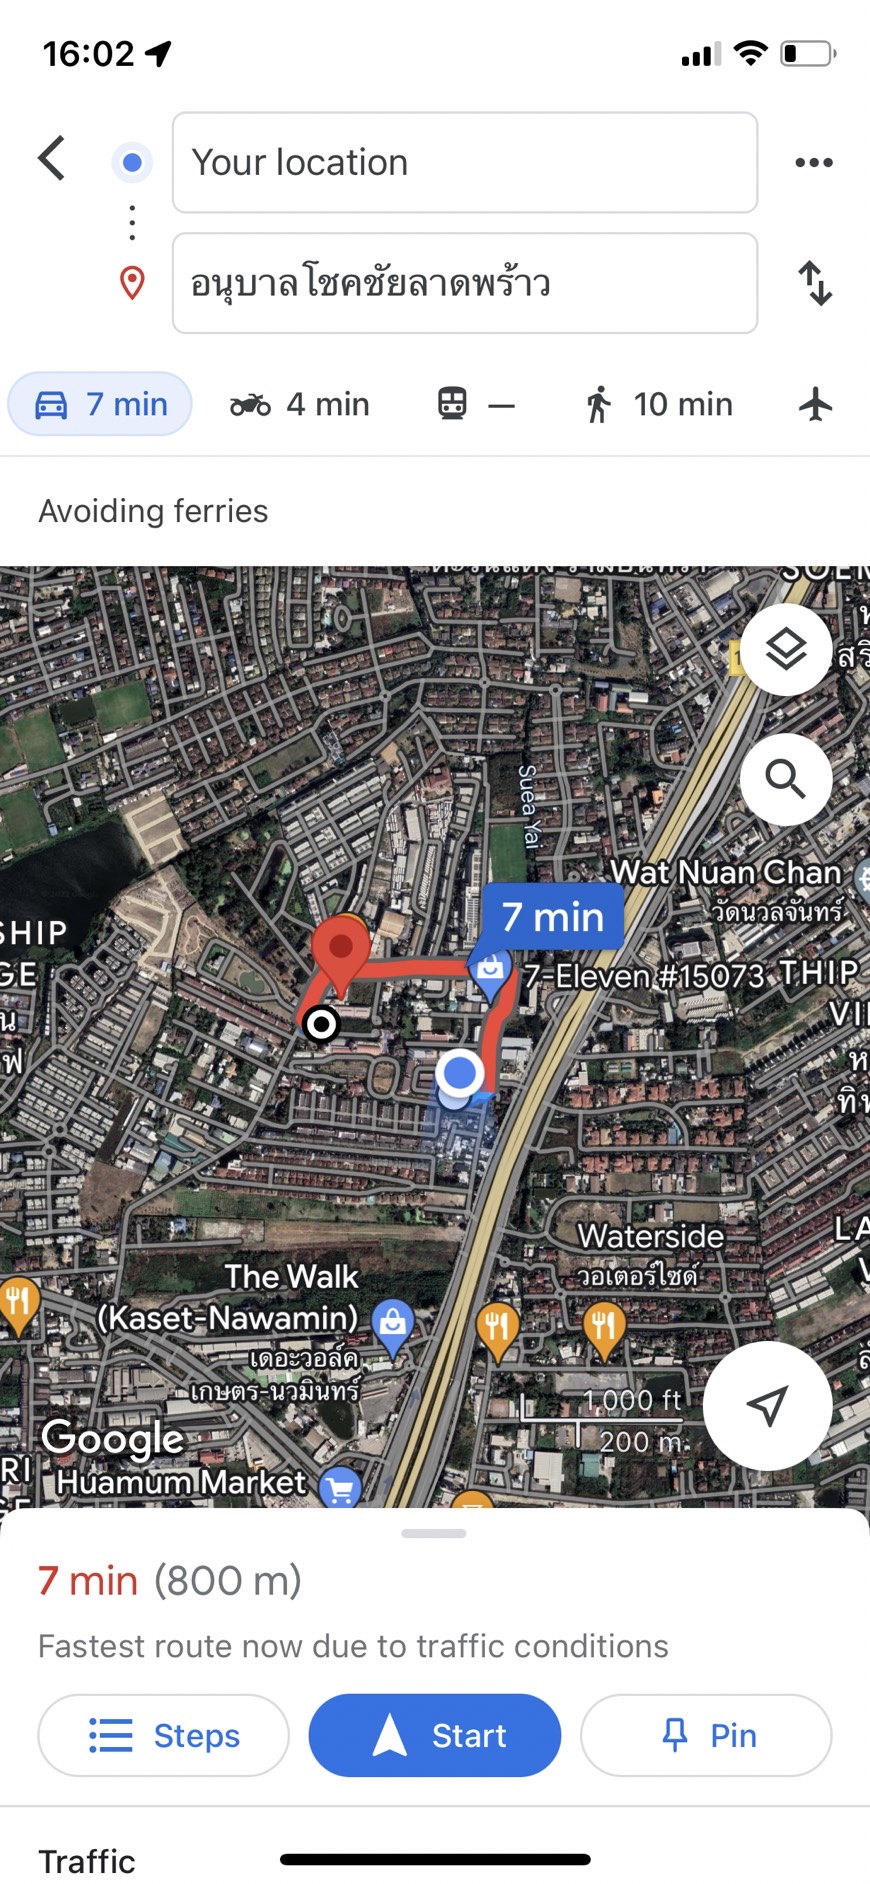 16:02
Your location
อนุบาลโชคชัยลาดพร้าว
7 min
4 min
—
10 min
Avoiding ferries
Suea Yai
Wat Nuan Chan
วัดนวลจันทร์
7 min
7-Eleven #15073
THIP
The Walk
(Kaset-Nawamin)
เดอะวอล์ค
เกษตร-นวมินทร์
Waterside
วอเตอร์ไซด์
1,000 ft
200 m
Google
Huamum Market
7 min (800 m)
Fastest route now due to traffic conditions
Steps
Start
Pin
Traffic